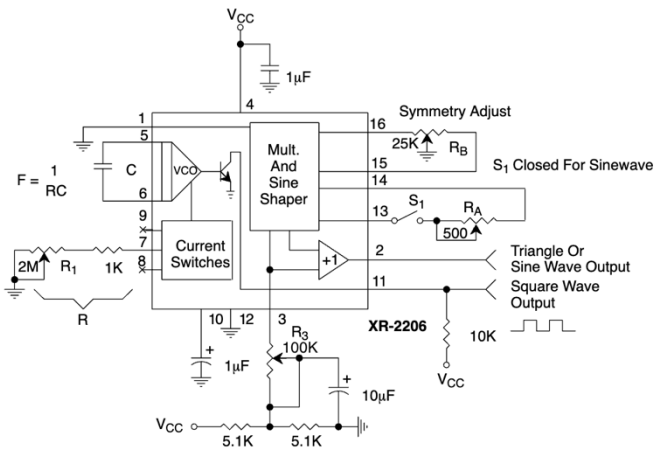 VCC
1μF
4
1
16
Symmetry Adjust
5
25K
RB
Mult.
And
Sine
Shaper
C
VCO
15
S1 Closed For Sinewave
F = 1
RC
14
6
S1
RA
13
500
9
Current
Switches
7
2M
R1
1K
8
+1
2
Triangle Or
Sine Wave Output
11
Square Wave
Output
R
10
12
3
XR-2206
10K
R3
100K
1μF
+
+
10μF
VCC
VCC
5.1K
5.1K